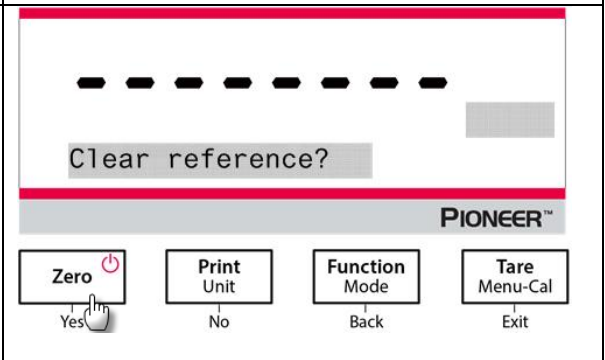 - - - - - - - -
Clear reference?
PIONEER™
Zero Print Function Tare
Unit Mode Menu-Cal
Yes No Back Exit